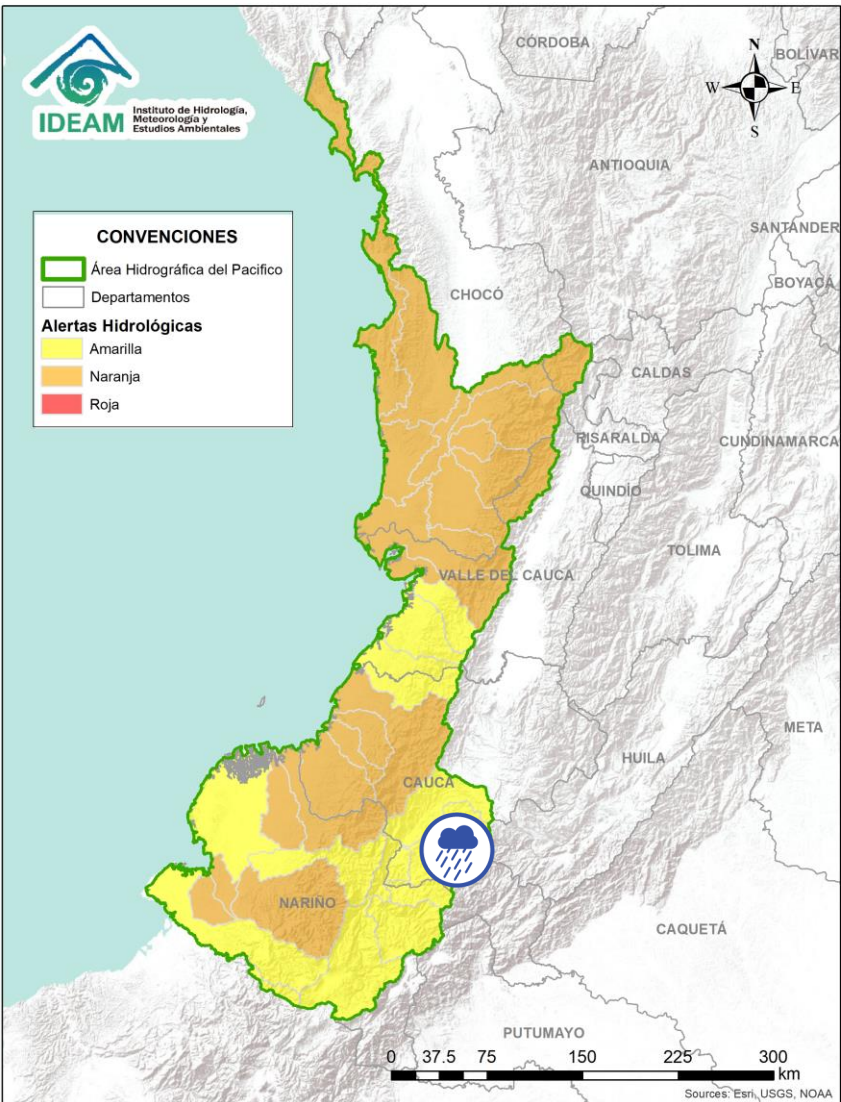 IDEAM
Instituto de Hidrología,
Meteorología y
Estudios Ambientales
N
W
E
S
CÓRDOBA
BOLÍVAR
ANTIOQUIA
SANTANDER
BOYACÁ
CHOCÓ
CONVENCIONES
Área Hidrográfica del Pacifico
Departamentos
Alertas Hidrológicas
Amarilla
Naranja
Roja
CALDAS
RISARALDA
CUNDINAMARCA
QUINDÍO
TOLIMA
VALLE DEL CAUCA
META
HUILA
CAUCA
NARIÑO
CAQUETÁ
PUTUMAYO
0 37.5 75 150 225 300
km
Sources: Esri, USGS, NOAA